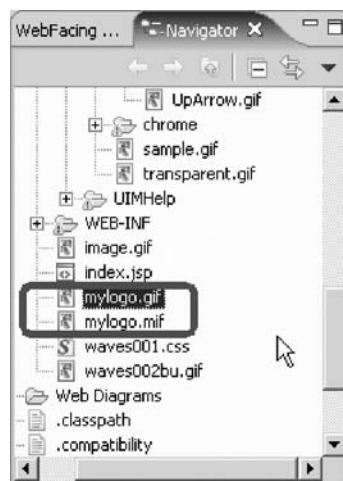 WebFacing ... Navigator
UpArrow.gif
chrome
sample.gif
transparent.gif
UIMHelp
WEB-INF
image.gif
index.jsp
mylogo.gif
mylogo.mif
waves001.css
waves002bu.gif
Web Diagrams
.classpath
.compatibility